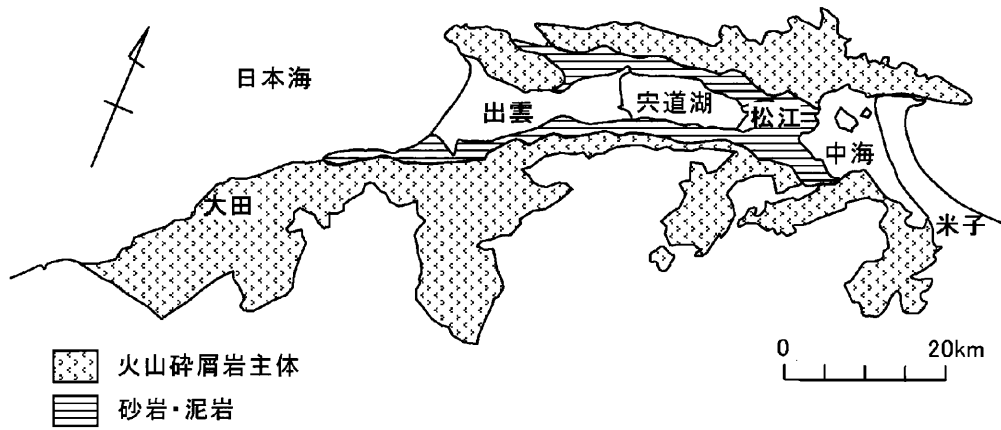 日本海
出雲
宍道湖
松江
中海
大田
米子
火山砕屑岩主体
砂岩・泥岩
0 20km